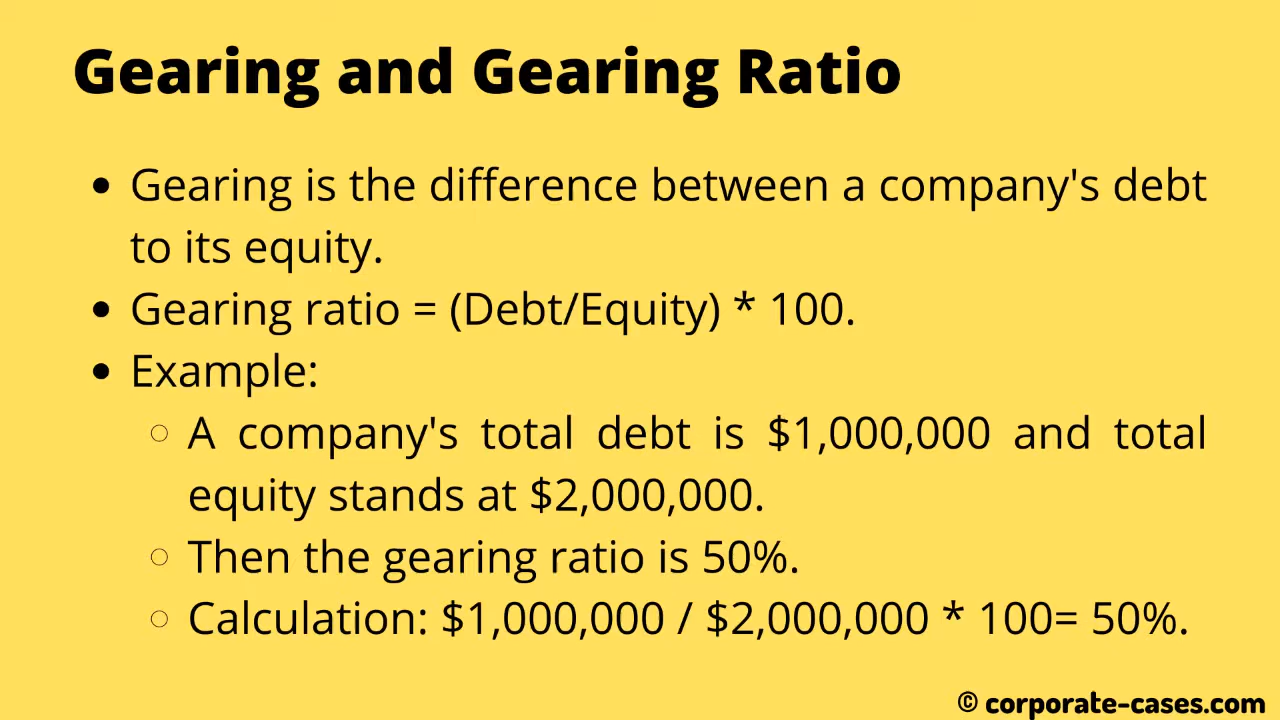 Gearing and Gearing Ratio
• Gearing is the difference between a company's debt
to its equity.
• Gearing ratio = (Debt/Equity) * 100.
• Example:
○ A company's total debt is $1,000,000 and total
equity stands at $2,000,000.
○ Then the gearing ratio is 50%.
○ Calculation: $1,000,000 / $2,000,000 * 100= 50%.
© corporate-cases.com